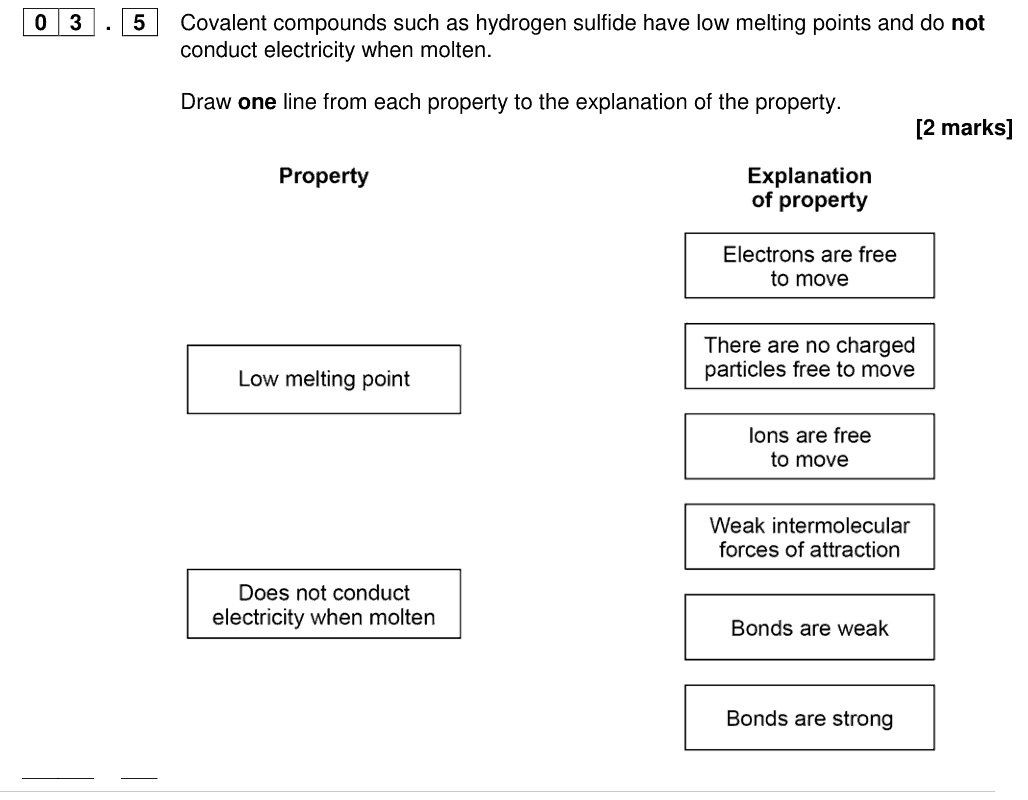 0 3 . 5 Covalent compounds such as hydrogen sulfide have low melting points and do not
conduct electricity when molten.
Draw one line from each property to the explanation of the property.
[2 marks]
Property
Explanation
of property
Electrons are free
to move
There are no charged
particles free to move
Low melting point
Ions are free
to move
Weak intermolecular
forces of attraction
Does not conduct
electricity when molten
Bonds are weak
Bonds are strong